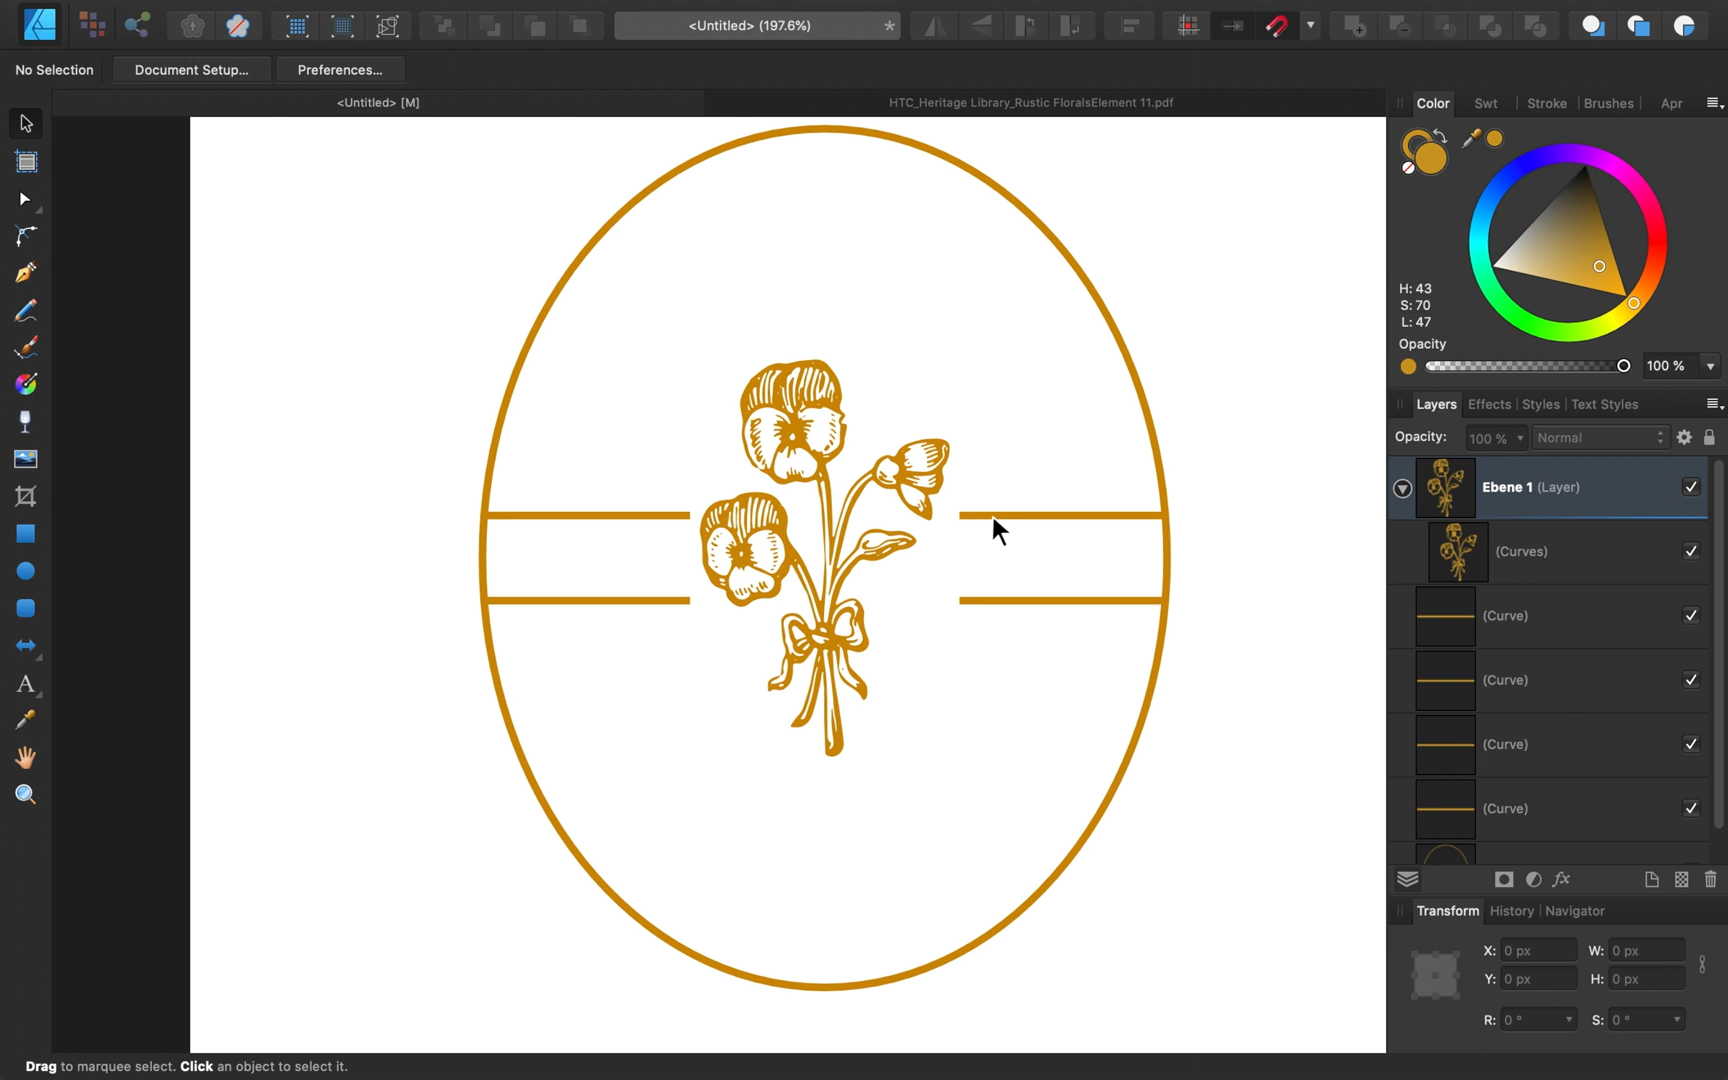 <Untitled> (197.6%)
*
No Selection
Document Setup...
Preferences...
<Untitled> [M]
HTC_Heritage Library_Rustic FloralsElement 11.pdf
Color
Swt
Stroke
Brushes
Apr
H: 43
S: 70
L: 47
Opacity
100 %
Layers
Effects
Styles
Text Styles
Opacity:
100 %
Normal
Ebene 1 (Layer)
(Curves)
(Curve)
(Curve)
(Curve)
(Curve)
fx
Transform
History
Navigator
X: 0 px
W: 0 px
Y: 0 px
H: 0 px
R: 0 °
S: 0 °
A
Drag to marquee select. Click an object to select it.